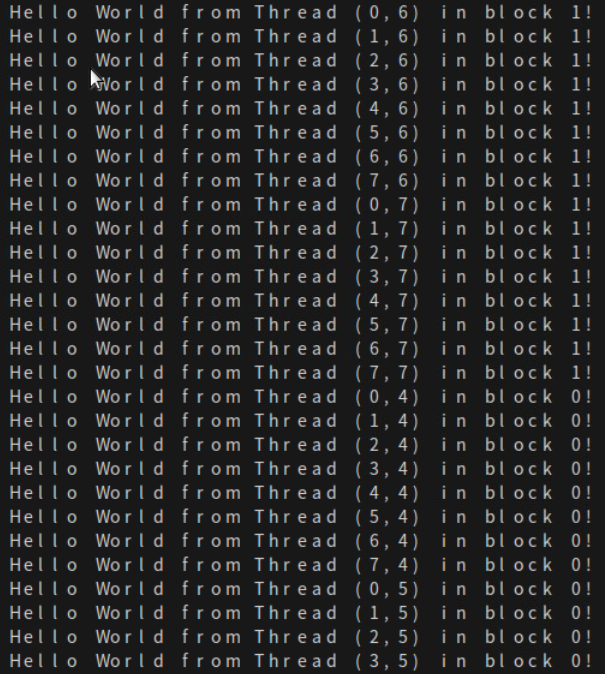 Hello World from Thread (0,6) in block 1!
Hello World from Thread (1,6) in block 1!
Hello World from Thread (2,6) in block 1!
Hello World from Thread (3,6) in block 1!
Hello World from Thread (4,6) in block 1!
Hello World from Thread (5,6) in block 1!
Hello World from Thread (6,6) in block 1!
Hello World from Thread (7,6) in block 1!
Hello World from Thread (0,7) in block 1!
Hello World from Thread (1,7) in block 1!
Hello World from Thread (2,7) in block 1!
Hello World from Thread (3,7) in block 1!
Hello World from Thread (4,7) in block 1!
Hello World from Thread (5,7) in block 1!
Hello World from Thread (6,7) in block 1!
Hello World from Thread (7,7) in block 1!
Hello World from Thread (0,4) in block 0!
Hello World from Thread (1,4) in block 0!
Hello World from Thread (2,4) in block 0!
Hello World from Thread (3,4) in block 0!
Hello World from Thread (4,4) in block 0!
Hello World from Thread (5,4) in block 0!
Hello World from Thread (6,4) in block 0!
Hello World from Thread (7,4) in block 0!
Hello World from Thread (0,5) in block 0!
Hello World from Thread (1,5) in block 0!
Hello World from Thread (2,5) in block 0!
Hello World from Thread (3,5) in block 0!